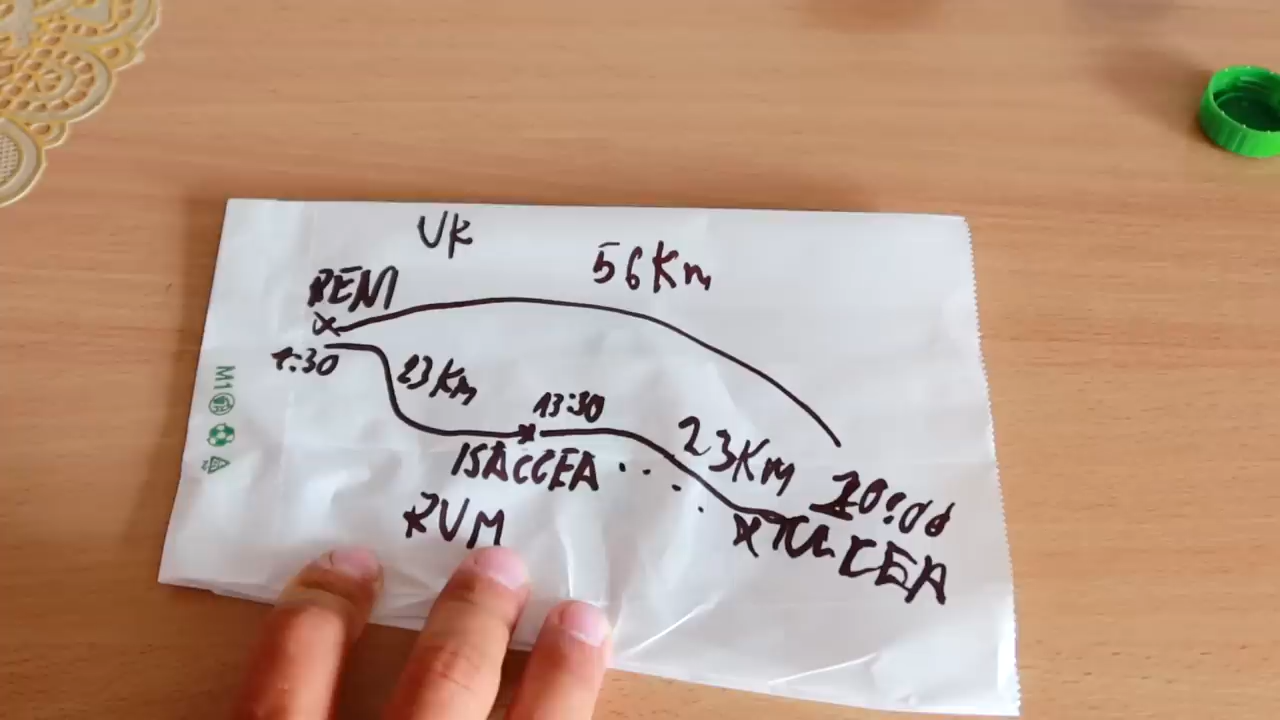 UK
56Km
RENI
1:30
23Km
13:30
ISACCEA
23Km
20:00
TULCEA
RUM
M1